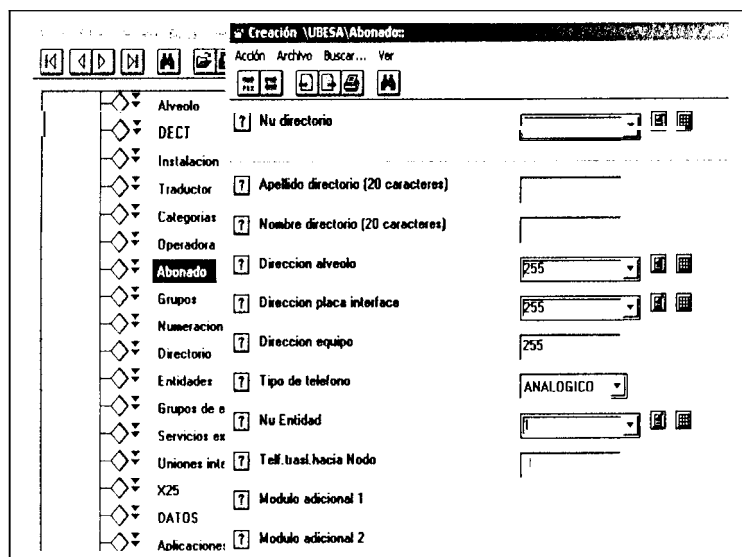 Creación \UBESA\Abonado::
Acción Archivo Buscar... Ver
Alveolo
DECT
Instalacion
Traductor
Categorias
Operadora
Abonado
Grupos
Numeracion
Directorio
Entidades
Grupos de e
Servicios ex
Uniones inte
X25
DATOS
Aplicaciones
? Nu directorio
? Apellido directorio (20 caracteres)
? Nombre directorio (20 caracteres)
? Direccion alveolo 255
? Direccion placa interface 255
? Direccion equipo 255
? Tipo de telefono ANALOGICO
? Nu Entidad 1
? Telf.trasl.hacia Nodo 1
? Modulo adicional 1
? Modulo adicional 2